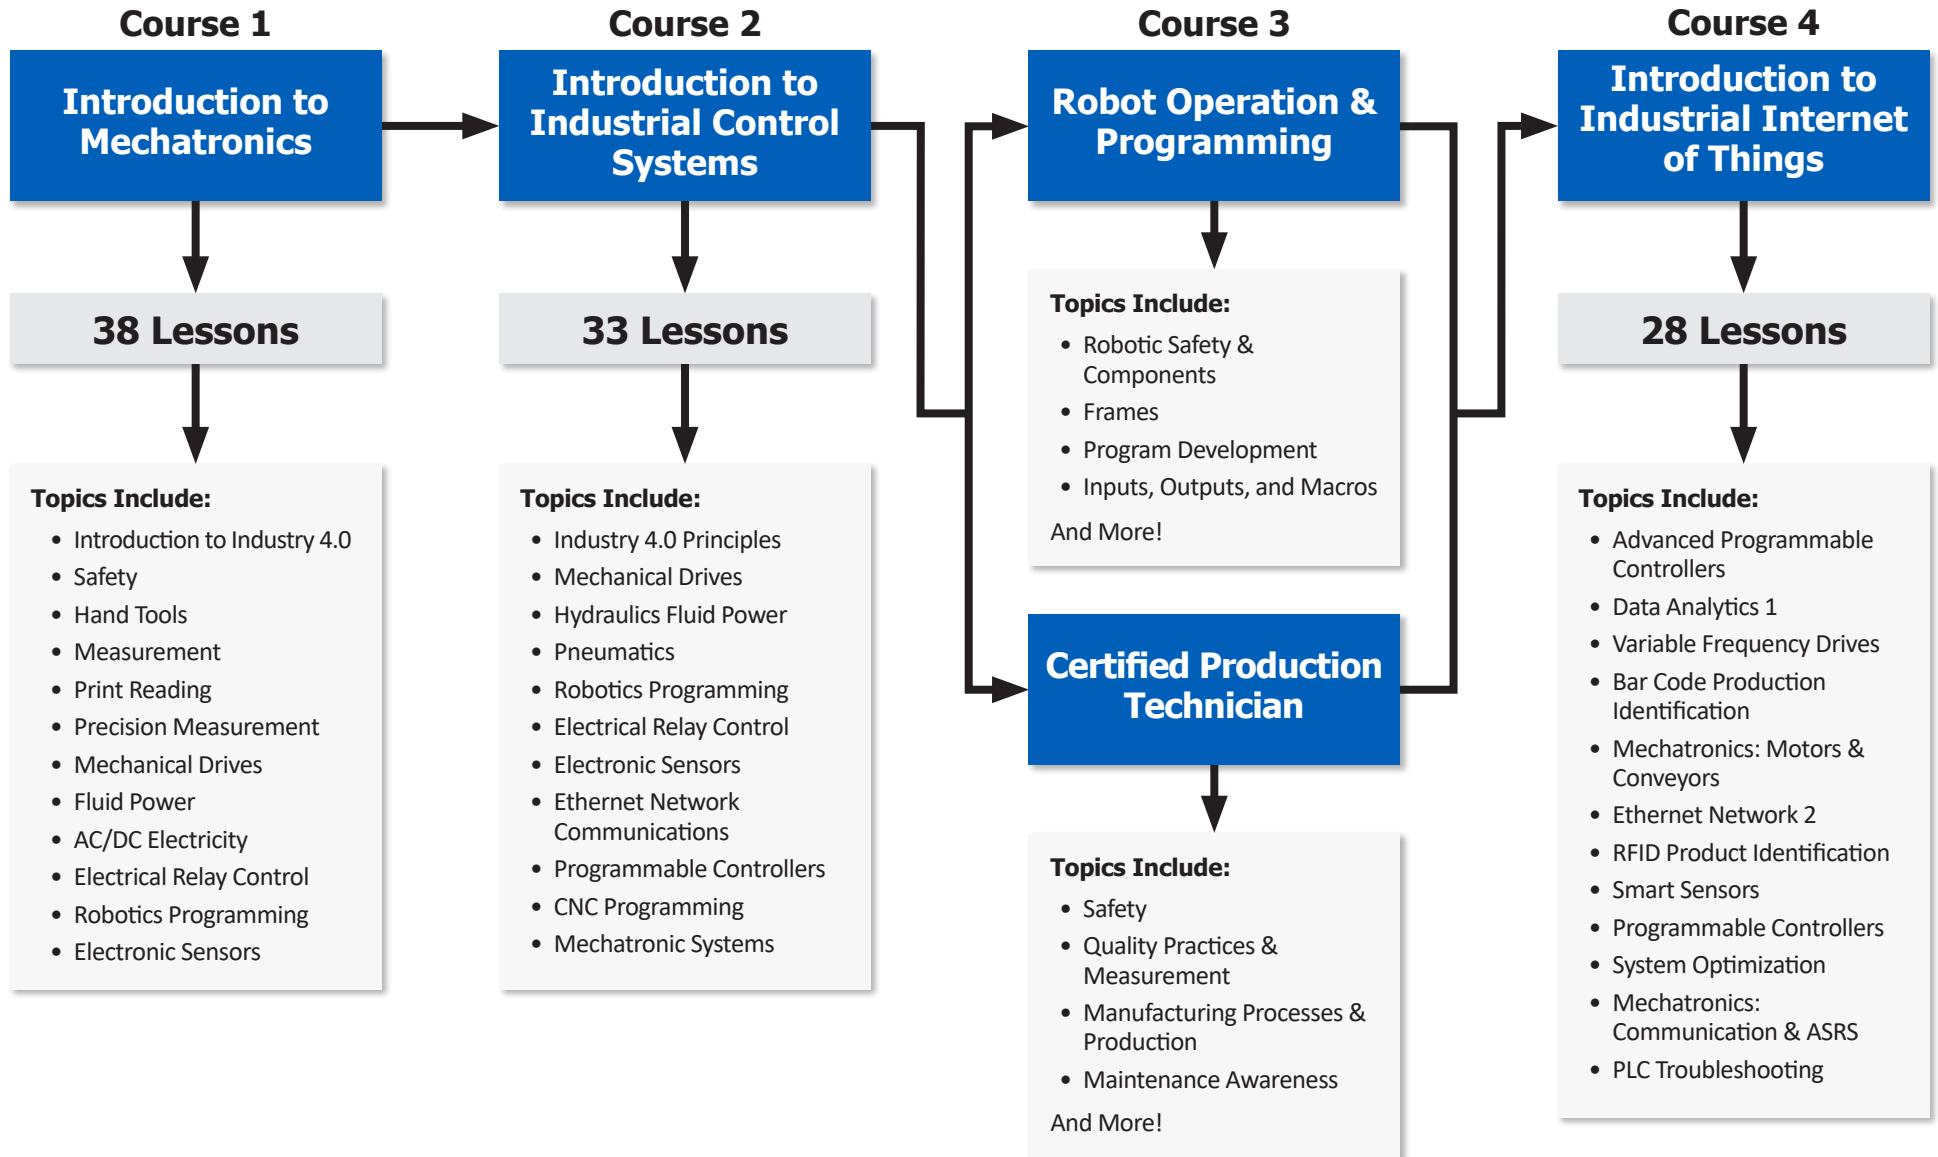 Course 1
Introduction to
Mechatronics
38 Lessons
Topics Include:
• Introduction to Industry 4.0
• Safety
• Hand Tools
• Measurement
• Print Reading
• Precision Measurement
• Mechanical Drives
• Fluid Power
• AC/DC Electricity
• Electrical Relay Control
• Robotics Programming
• Electronic Sensors
Course 2
Introduction to
Industrial Control
Systems
33 Lessons
Topics Include:
• Industry 4.0 Principles
• Mechanical Drives
• Hydraulics Fluid Power
• Pneumatics
• Robotics Programming
• Electrical Relay Control
• Electronic Sensors
• Ethernet Network
Communications
• Programmable Controllers
• CNC Programming
• Mechatronic Systems
Course 3
Robot Operation &
Programming
Topics Include:
• Robotic Safety &
Components
• Frames
• Program Development
• Inputs, Outputs, and Macros
And More!
Certified Production
Technician
Topics Include:
• Safety
• Quality Practices &
Measurement
• Manufacturing Processes &
Production
• Maintenance Awareness
And More!
Course 4
Introduction to
Industrial Internet
of Things
28 Lessons
Topics Include:
• Advanced Programmable
Controllers
• Data Analytics 1
• Variable Frequency Drives
• Bar Code Production
Identification
• Mechatronics: Motors &
Conveyors
• Ethernet Network 2
• RFID Product Identification
• Smart Sensors
• Programmable Controllers
• System Optimization
• Mechatronics:
Communication & ASRS
• PLC Troubleshooting